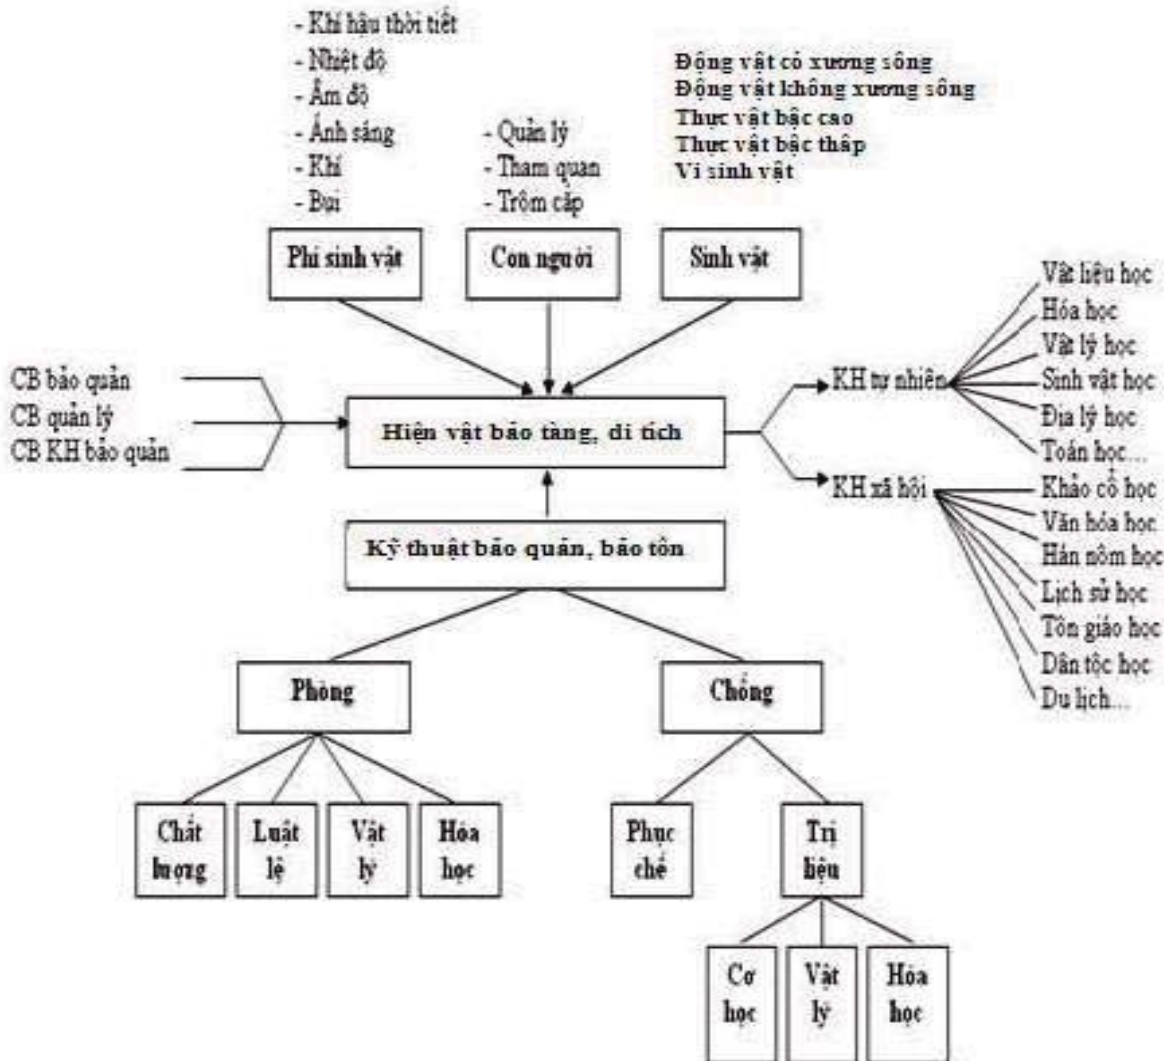 - Khí hậu thời tiết
- Nhiệt độ
- Ẩm độ
- Ánh sáng
- Khí
- Bụi
- Quản lý
- Tham quan
- Trộm cắp
Động vật có xương sống
Động vật không xương sống
Thực vật bậc cao
Thực vật bậc thấp
Vi sinh vật
Phi sinh vật
Con người
Sinh vật
CB bảo quản
CB quản lý
CB KH bảo quản
Hiện vật bảo tàng, di tích
KH tự nhiên
Vật liệu học
Hóa học
Vật lý học
Sinh vật học
Địa lý học
Toán học...
KH xã hội
Khảo cổ học
Văn hóa học
Hán nôm học
Lịch sử học
Tôn giáo học
Dân tộc học
Du lịch...
Kỹ thuật bảo quản, bảo tồn
Phòng
Chống
Chất
lượng
Luật
lệ
Vật
lý
Hóa
học
Phục
chế
Trị
liệu
Cơ
học
Vật
lý
Hóa
học